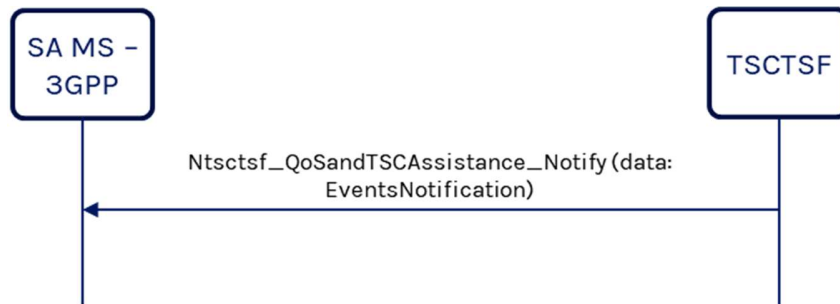 SA MS –
3GPP
TSCTSF
Ntsctsf_QoSandTSCAssistance_Notify (data:
EventsNotification)